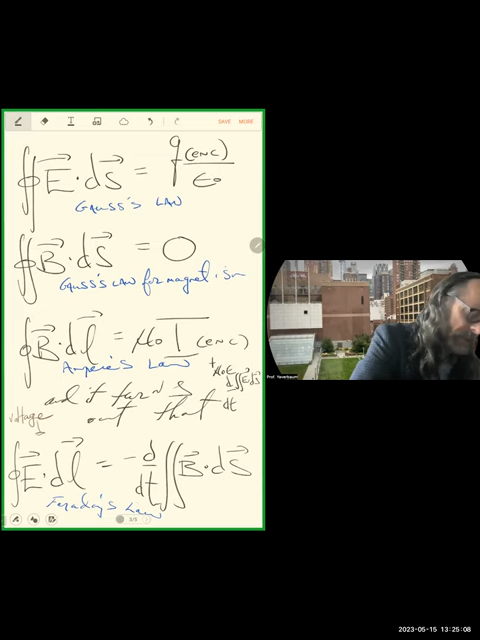 SAVE MORE
∯ E⃗ · dS⃗ = q(enc)/ε₀
GAUSS'S LAW
∯ B⃗ · dS⃗ = 0
GAUSS'S LAW for magnetism
∮ B⃗ · dl⃗ = μ₀ I (enc)
+ μ₀ε₀ d/dt ∬ E⃗ · dS⃗
Ampere's Law
and it turns
out that
voltage
∮ E⃗ · dl⃗ = − d/dt ∬ B⃗ · dS⃗
Faraday's Law
3/5
Prof. Yaverbaum
2023-05-15 13:25:08